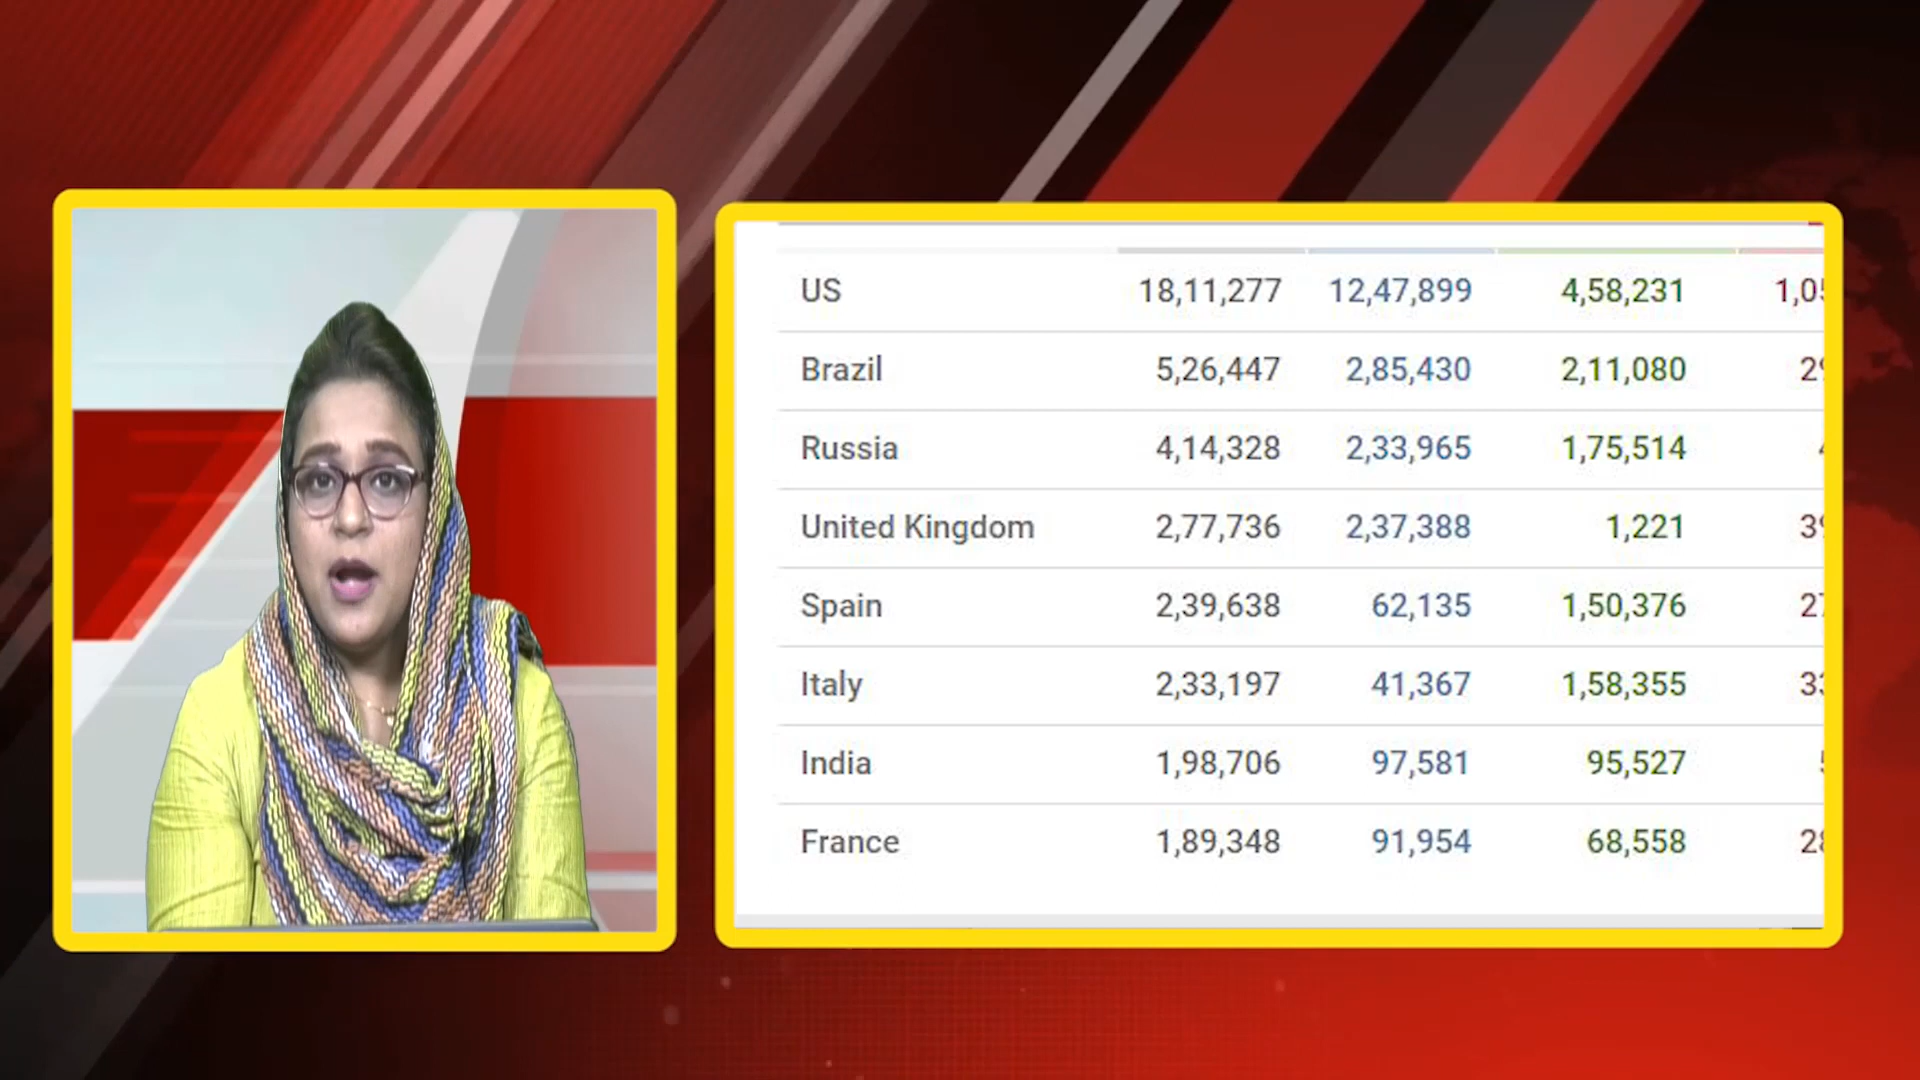 US 18,11,277 12,47,899 4,58,231
Brazil 5,26,447 2,85,430 2,11,080
Russia 4,14,328 2,33,965 1,75,514
United Kingdom 2,77,736 2,37,388 1,221
Spain 2,39,638 62,135 1,50,376
Italy 2,33,197 41,367 1,58,355
India 1,98,706 97,581 95,527
France 1,89,348 91,954 68,558